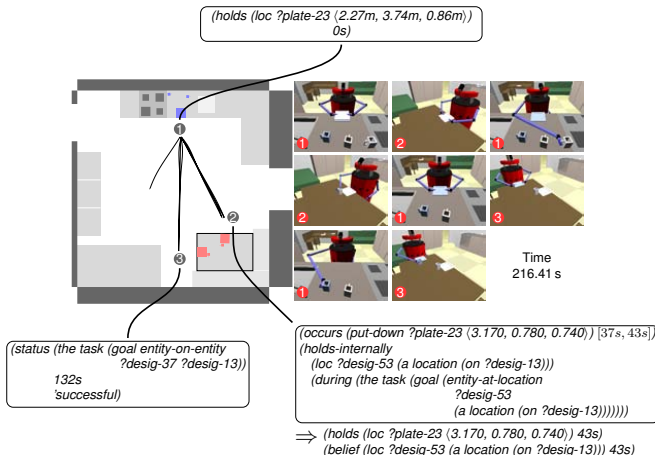 (holds (loc ?plate-23 ⟨2.27m, 3.74m, 0.86m⟩)
0s)
1
2
3
1
2
1
2
1
3
1
3
Time
216.41 s
(status (the task (goal entity-on-entity
?desig-37 ?desig-13))
132s
'successful)
(occurs (put-down ?plate-23 ⟨3.170, 0.780, 0.740⟩) [37s, 43s]
(holds-internally
(loc ?desig-53 (a location (on ?desig-13)))
(during (the task (goal (entity-at-location
?desig-53
(a location (on ?desig-13)))))))
⇒ (holds (loc ?plate-23 ⟨3.170, 0.780, 0.740⟩) 43s)
(belief (loc ?desig-53 (a location (on ?desig-13))) 43s)